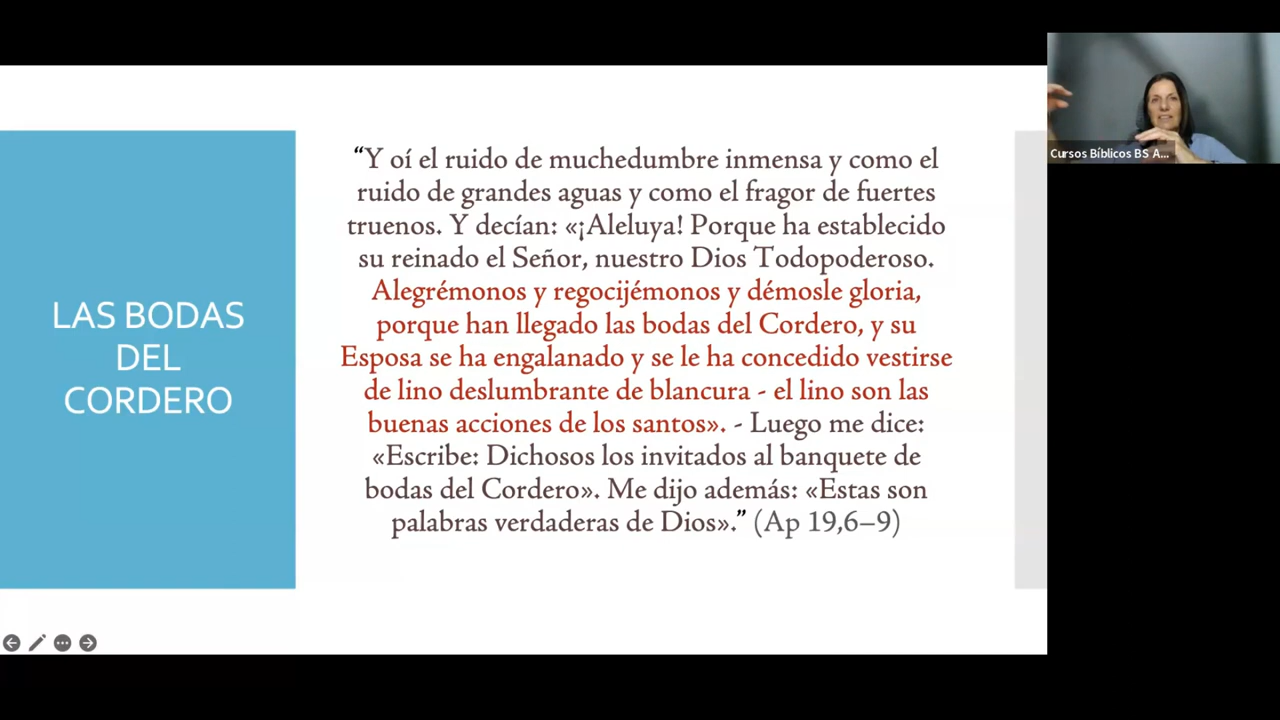 LAS BODAS
DEL
CORDERO
“Y oí el ruido de muchedumbre inmensa y como el
ruido de grandes aguas y como el fragor de fuertes
truenos. Y decían: «¡Aleluya! Porque ha establecido
su reinado el Señor, nuestro Dios Todopoderoso.
Alegrémonos y regocijémonos y démosle gloria,
porque han llegado las bodas del Cordero, y su
Esposa se ha engalanado y se le ha concedido vestirse
de lino deslumbrante de blancura - el lino son las
buenas acciones de los santos». - Luego me dice:
«Escribe: Dichosos los invitados al banquete de
bodas del Cordero». Me dijo además: «Estas son
palabras verdaderas de Dios».” (Ap 19,6–9)
Cursos Bíblicos BS A...